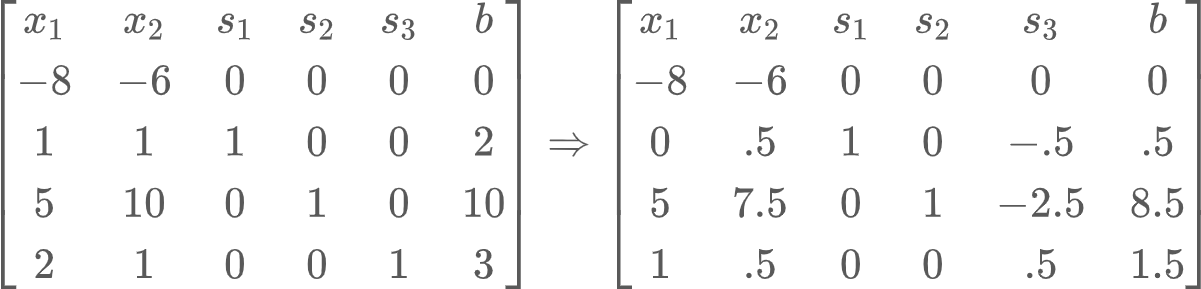 x₁ x₂ s₁ s₂ s₃ b x₁ x₂ s₁ s₂ s₃ b
−8 −6 0 0 0 0 −8 −6 0 0 0 0
1 1 1 0 0 2 ⇒ 0 .5 1 0 −.5 .5
5 10 0 1 0 10 5 7.5 0 1 −2.5 8.5
2 1 0 0 1 3 1 .5 0 0 .5 1.5